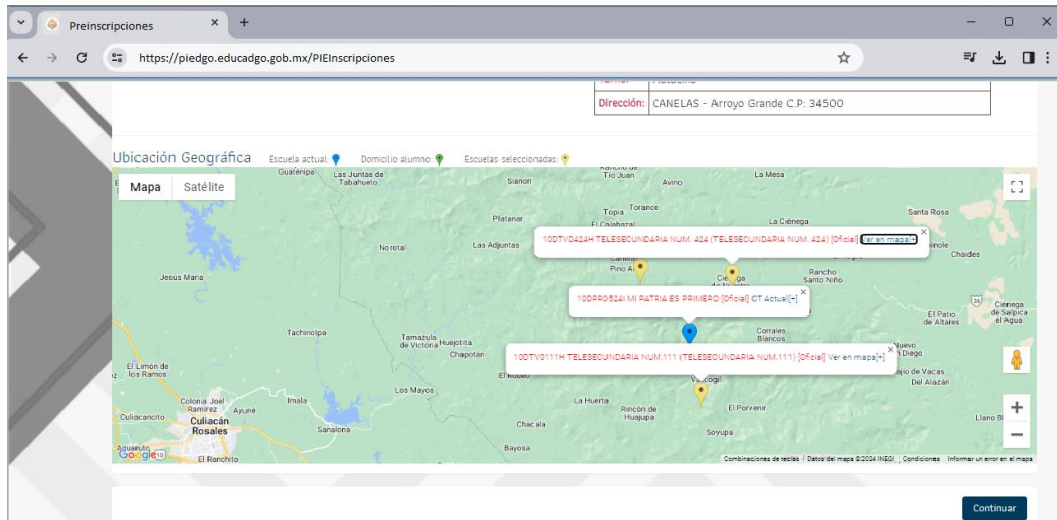 Preinscripciones
https://piedgo.educadgo.gob.mx/PIEInscripciones
Dirección: CANELAS - Arroyo Grande C.P: 34500
Ubicación Geográfica Escuela actual: Domicilio alumno: Escuelas seleccionadas:
Mapa Satélite
Guatenipa
Las Juntas de
Tabahueto
Sianori
Tio Juan
Avino
La Mesa
Topia
Torance
Platanar
El Calabazal
La Ciénega
Santa Rosa
Norotal
Las Adjuntas
10DTV0424H TELESECUNDARIA NUM. 424 (TELESECUNDARIA NUM. 424) [Oficial] Ver en mapa[+]
Charcles
Jesús María
Rancho
Santo Niño
10DPR0524I MI PATRIA ES PRIMERO [Oficial] CT Actual[+]
36
Ciénega
de Salpica
el Agua
El Patio
de Altares
Tachinolpa
Tamazula
de Victoria
Huejotita
Chapotán
Corrales
Blancos
10DTV0111H TELESECUNDARIA NUM.111 (TELESECUNDARIA NUM.111) [Oficial] Ver en mapa[+]
El Limón de
los Ramos
Del Alazán
Los Mayos
Colonia Joel
Ramírez
Ayuné
Imala
La Huerta
Rincón de
Huajupa
El Porvenir
Culiacancito
Culiacán
Rosales
Sanalona
Chacala
Soyupa
Aguaruto
El Ranchito
Bayosa
Google
Combinaciones de teclas Datos del mapa ©2024 INEGI Condiciones Informar un error en el mapa
Continuar